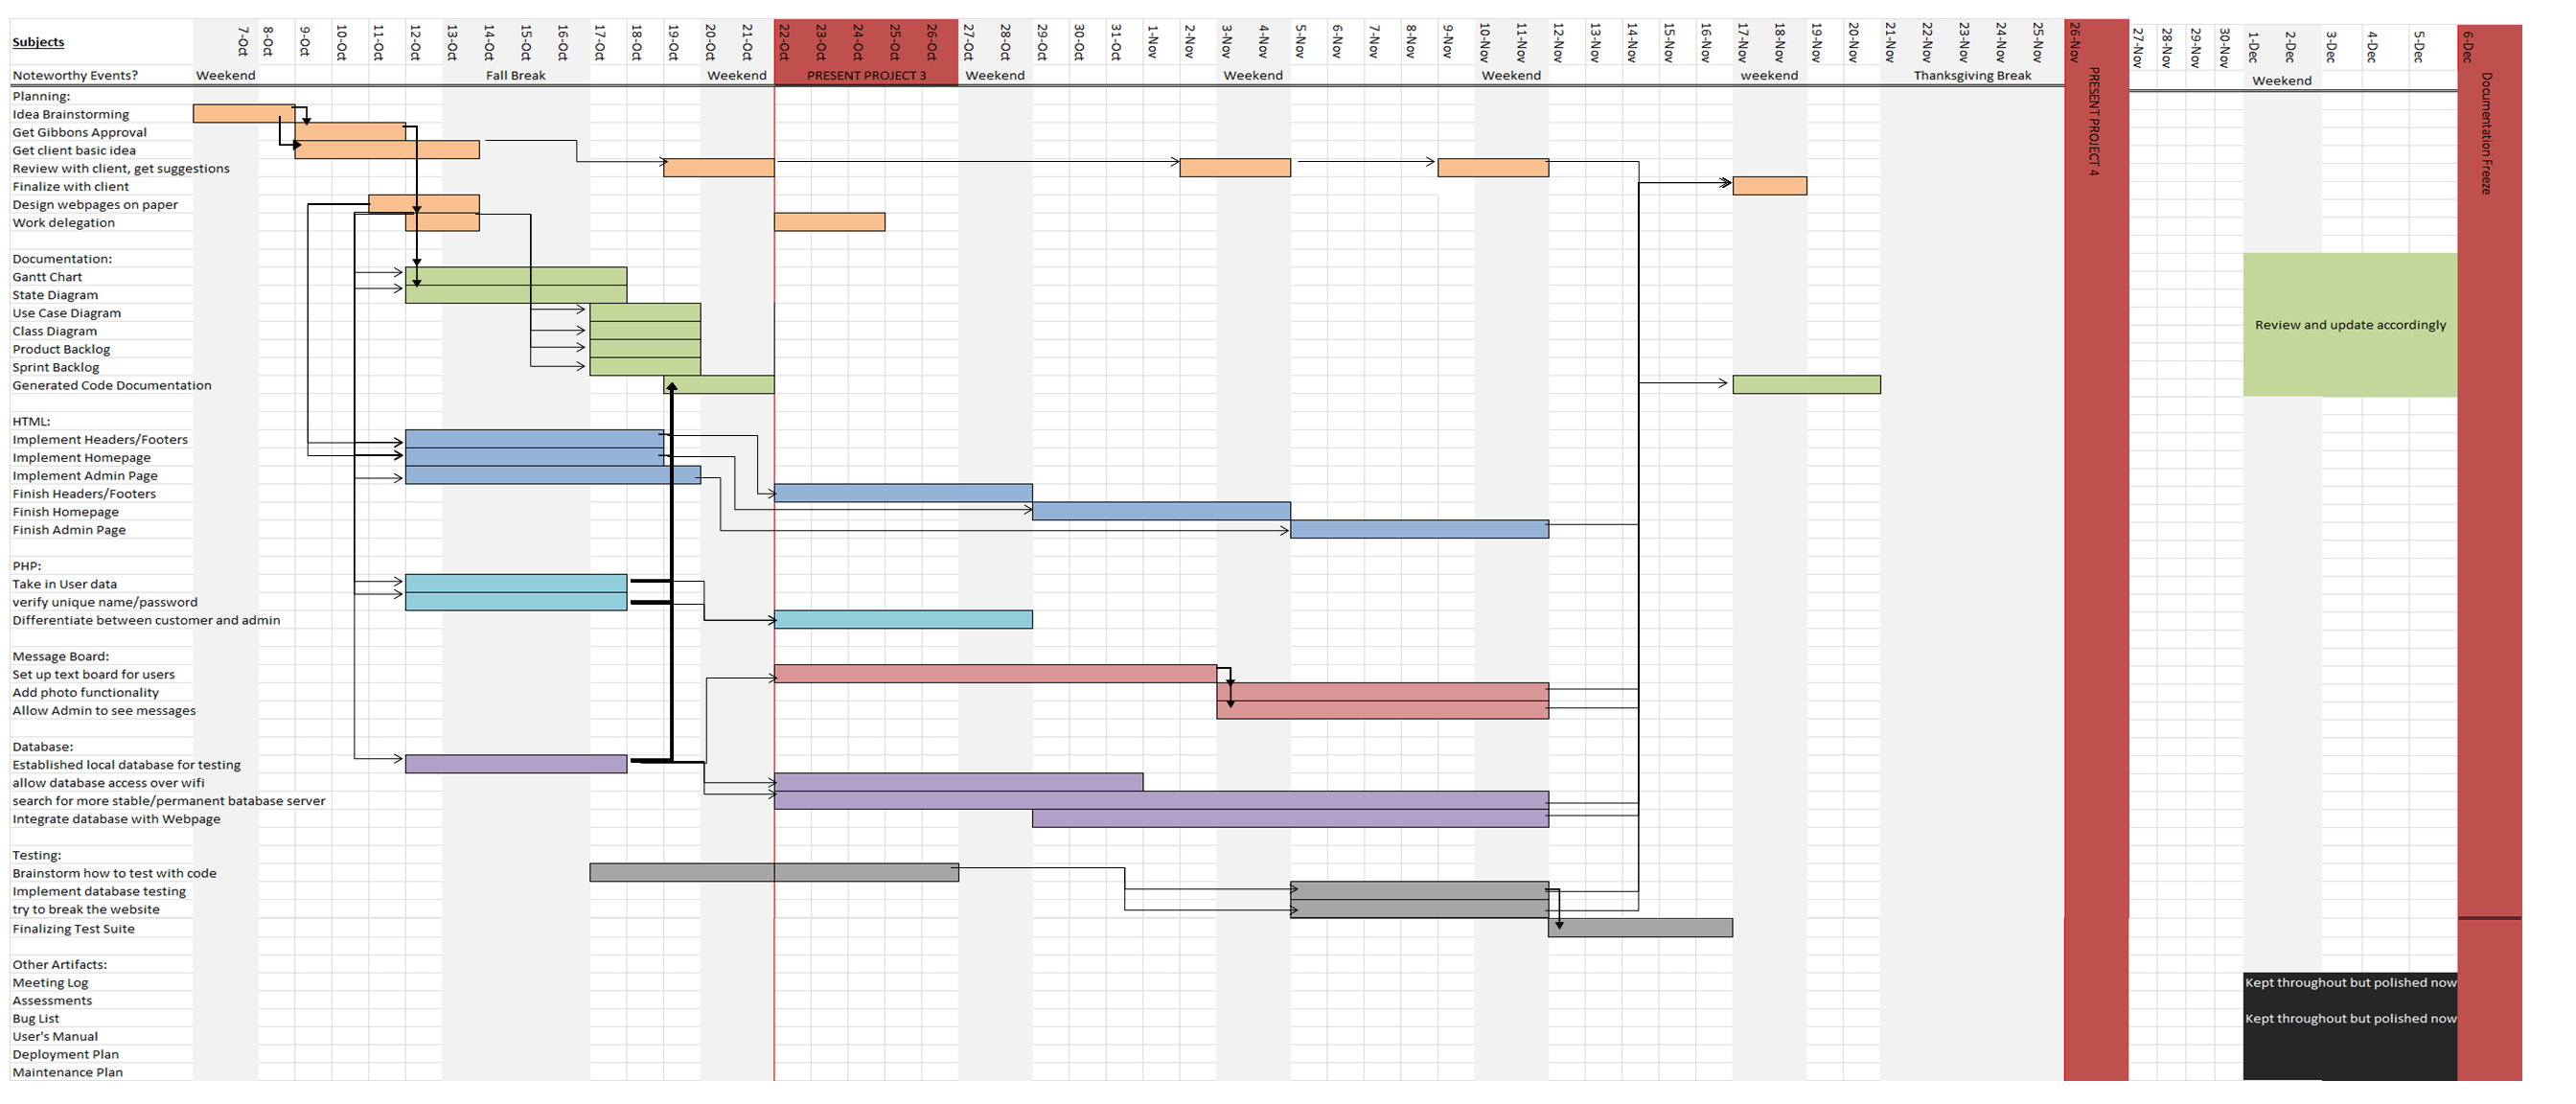 Subjects 7-Oct 8-Oct 9-Oct 10-Oct 11-Oct 12-Oct 13-Oct 14-Oct 15-Oct 16-Oct 17-Oct 18-Oct 19-Oct 20-Oct 21-Oct 22-Oct 23-Oct 24-Oct 25-Oct 26-Oct 27-Oct 28-Oct 29-Oct 30-Oct 31-Oct 1-Nov 2-Nov 3-Nov 4-Nov 5-Nov 6-Nov 7-Nov 8-Nov 9-Nov 10-Nov 11-Nov 12-Nov 13-Nov 14-Nov 15-Nov 16-Nov 17-Nov 18-Nov 19-Nov 20-Nov 21-Nov 22-Nov 23-Nov 24-Nov 25-Nov 26-Nov 27-Nov 28-Nov 29-Nov 30-Nov 1-Dec 2-Dec 3-Dec 4-Dec 5-Dec 6-Dec
Noteworthy Events? Weekend Fall Break Weekend PRESENT PROJECT 3 Weekend Weekend Weekend weekend Thanksgiving Break Weekend
PRESENT PROJECT 4
Documentation Freeze
Planning:
Idea Brainstorming
Get Gibbons Approval
Get client basic idea
Review with client, get suggestions
Finalize with client
Design webpages on paper
Work delegation
Documentation:
Gantt Chart
State Diagram
Use Case Diagram
Class Diagram
Review and update accordingly
Product Backlog
Sprint Backlog
Generated Code Documentation
HTML:
Implement Headers/Footers
Implement Homepage
Implement Admin Page
Finish Headers/Footers
Finish Homepage
Finish Admin Page
PHP:
Take in User data
verify unique name/password
Differentiate between customer and admin
Message Board:
Set up text board for users
Add photo functionality
Allow Admin to see messages
Database:
Established local database for testing
allow database access over wifi
search for more stable/permanent batabase server
Integrate database with Webpage
Testing:
Brainstorm how to test with code
Implement database testing
try to break the website
Finalizing Test Suite
Other Artifacts:
Meeting Log Kept throughout but polished now
Assessments
Bug List Kept throughout but polished now
User's Manual
Deployment Plan
Maintenance Plan